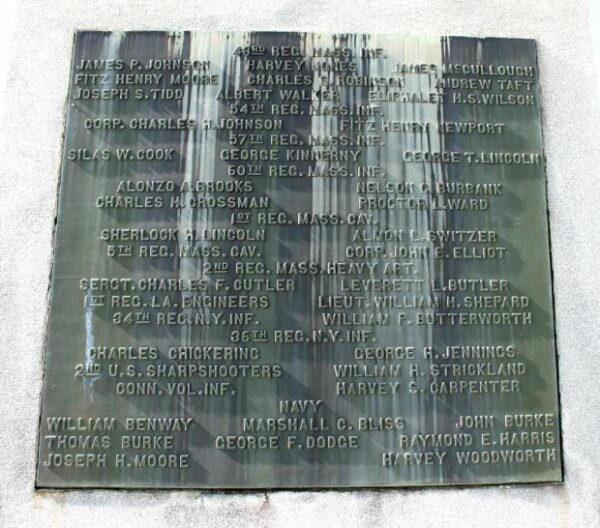 49TH REG. MASS. INF.
JAMES P. JOHNSON HARVEY JONES JAMES McCULLOUGH
FITZ HENRY MOORE CHARLES E. ROBINSON ANDREW TAFT
JOSEPH S. TIDD ALBERT WALKER ELIPHALET H.S. WILSON
54TH REG. MASS. INF.
CORP. CHARLES H. JOHNSON FITZ HENRY NEWPORT
57TH REG. MASS. INF.
SILAS W. COOK GEORGE KINNERNY GEORGE T. LINCOLN
60TH REG. MASS. INF.
ALONZO A. BROOKS NELSON C. BURBANK
CHARLES H. CROSSMAN PROCTOR L. WARD
1ST REG. MASS. CAV.
SHERLOCK H. LINCOLN ALMON L. SWITZER
5TH REG. MASS. CAV. CORP. JOHN E. ELLIOT
2ND REG. MASS. HEAVY ART.
SERGT. CHARLES F. CUTLER LEVERETT L. BUTLER
1ST REG. LA. ENGINEERS LIEUT. WILLIAM H. SHEPARD
34TH REG. N.Y. INF. WILLIAM P. BUTTERWORTH
36TH REG. N.Y. INF.
CHARLES CHICKERING GEORGE H. JENNINGS
2ND U.S. SHARPSHOOTERS WILLIAM H. STRICKLAND
CONN. VOL. INF. HARVEY S. CARPENTER
NAVY
WILLIAM BENWAY MARSHALL C. BLISS JOHN BURKE
THOMAS BURKE GEORGE F. DODGE RAYMOND E. HARRIS
JOSEPH H. MOORE HARVEY WOODWORTH